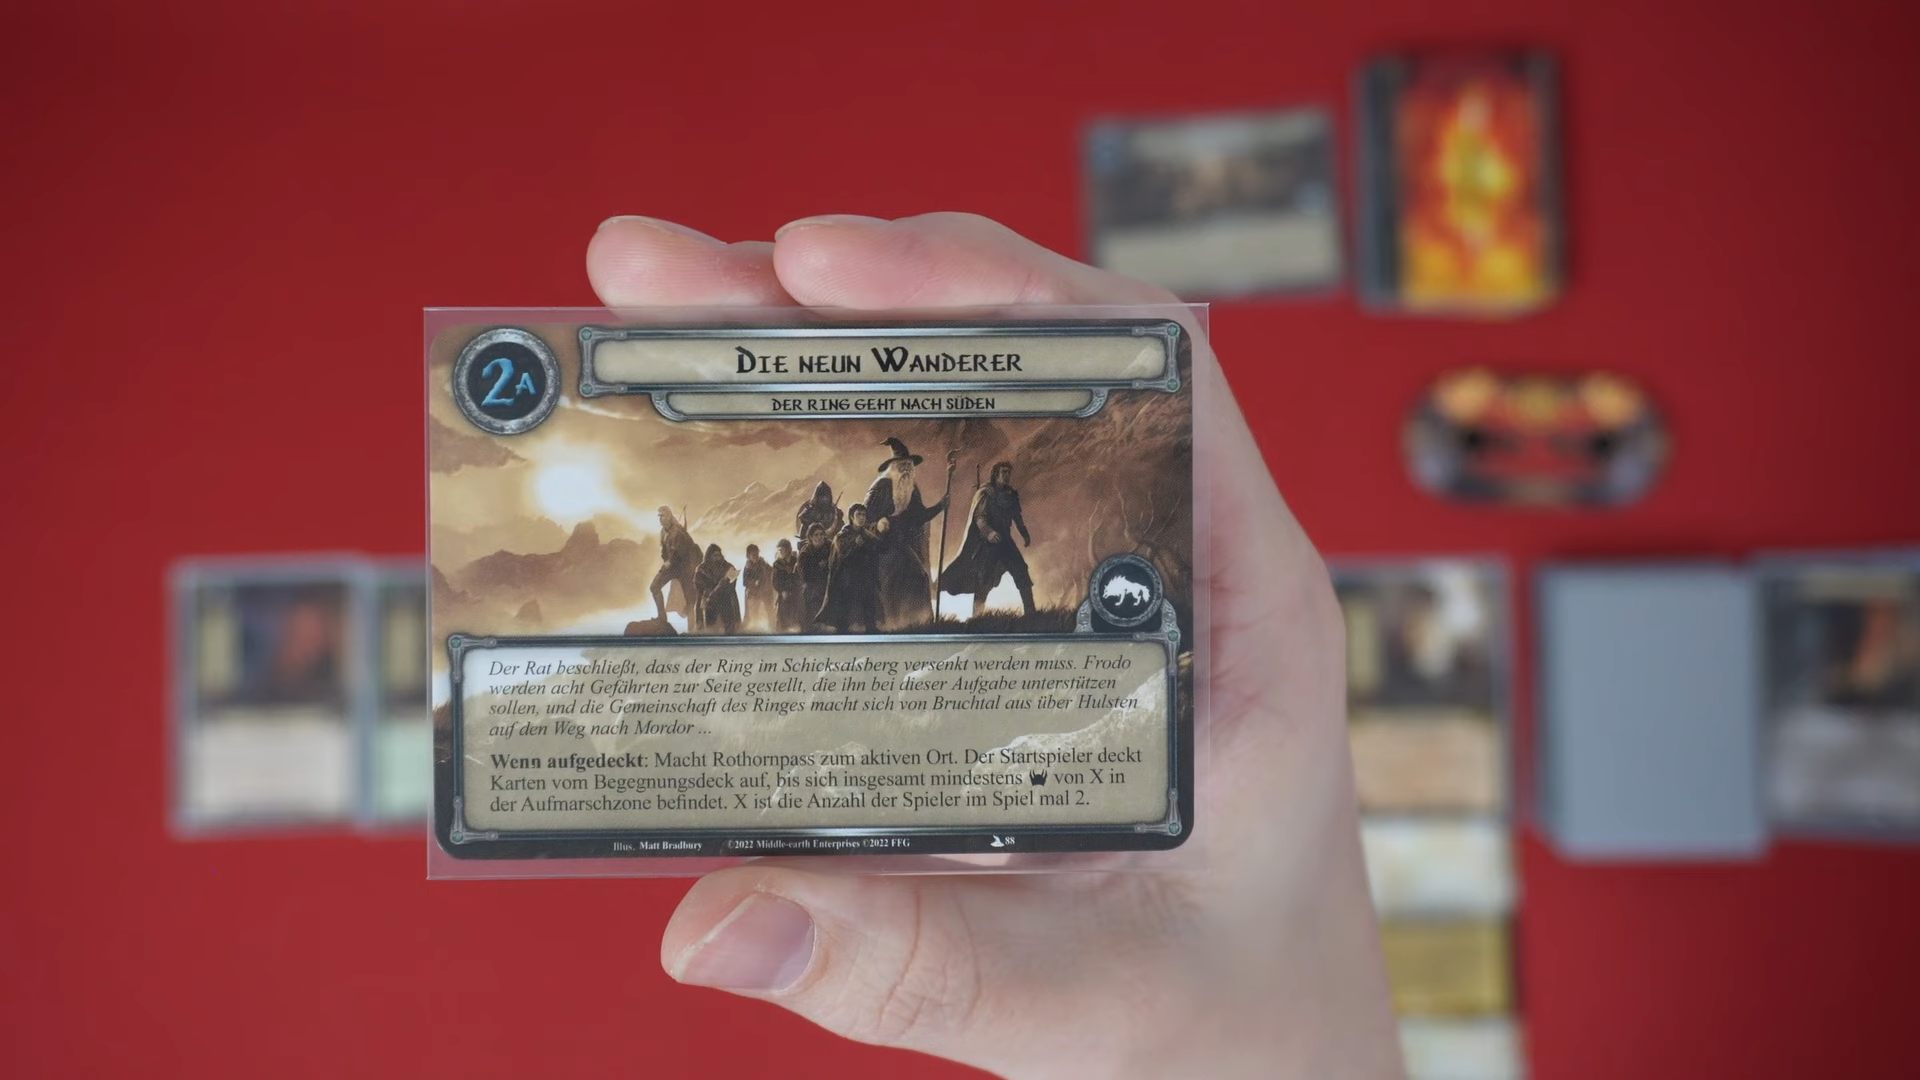 2A
Die neun Wanderer
Der Ring geht nach Süden
Der Rat beschließt, dass der Ring im Schicksalsberg versenkt werden muss. Frodo
werden acht Gefährten zur Seite gestellt, die ihn bei dieser Aufgabe unterstützen
sollen, und die Gemeinschaft des Ringes macht sich von Bruchtal aus über Hulsten
auf den Weg nach Mordor ...
Wenn aufgedeckt: Macht Rothornpass zum aktiven Ort. Der Startspieler deckt
Karten vom Begegnungsdeck auf, bis sich insgesamt mindestens von X in
der Aufmarschzone befindet. X ist die Anzahl der Spieler im Spiel mal 2.
Illus. Matt Bradbury ©2022 Middle-earth Enterprises ©2022 FFG 88